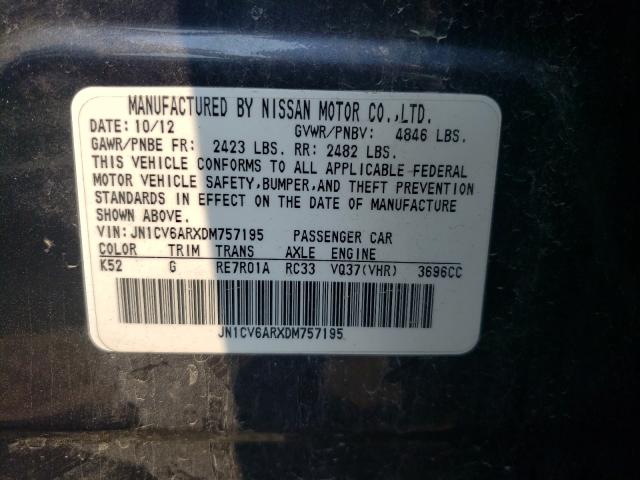 MANUFACTURED BY NISSAN MOTOR CO.,LTD.
DATE: 10/12 GVWR/PNBV: 4846 LBS.
GAWR/PNBE FR: 2423 LBS. RR: 2482 LBS.
THIS VEHICLE CONFORMS TO ALL APPLICABLE FEDERAL
MOTOR VEHICLE SAFETY,BUMPER,AND THEFT PREVENTION
STANDARDS IN EFFECT ON THE DATE OF MANUFACTURE
SHOWN ABOVE.
VIN: JN1CV6ARXDM757195 PASSENGER CAR
COLOR TRIM TRANS AXLE ENGINE
K52 G RE7R01A RC33 VQ37(VHR) 3696CC
JN1CV6ARXDM757195